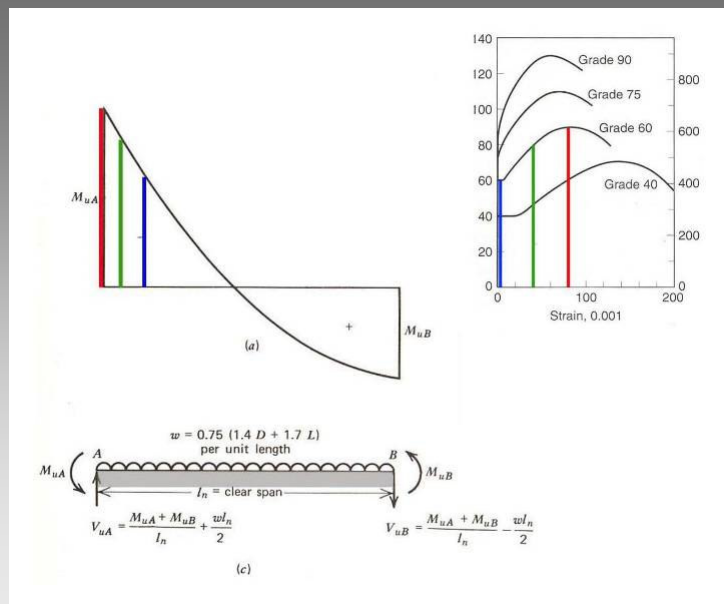 M_uA
+
M_uB
(a)
140
120
100
80
60
40
20
0
800
600
400
200
0
Grade 90
Grade 75
Grade 60
Grade 40
0 100 200
Strain, 0.001
w = 0.75 (1.4 D + 1.7 L)
per unit length
A B
M_uA M_uB
l_n = clear span
V_uA = (M_uA + M_uB)/l_n + wl_n/2
V_uB = (M_uA + M_uB)/l_n - wl_n/2
(c)